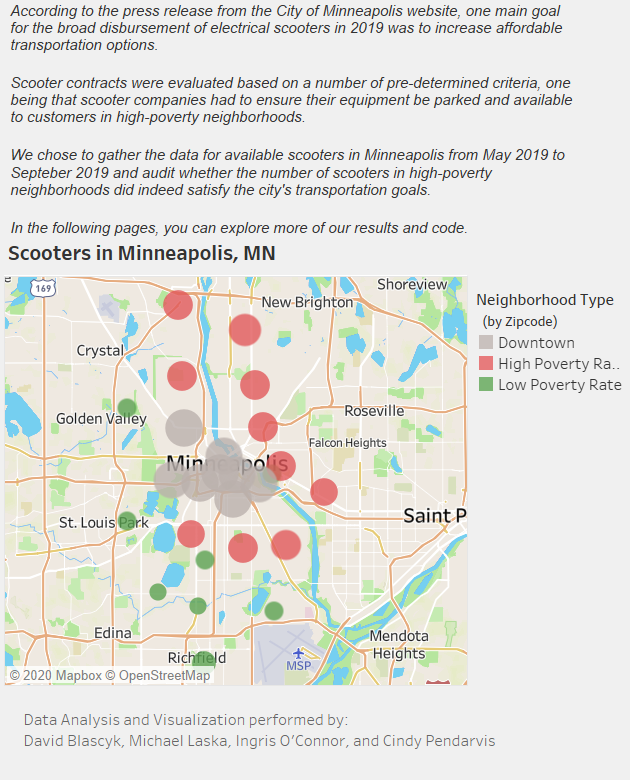 According to the press release from the City of Minneapolis website, one main goal
for the broad disbursement of electrical scooters in 2019 was to increase affordable
transportation options.
Scooter contracts were evaluated based on a number of pre-determined criteria, one
being that scooter companies had to ensure their equipment be parked and available
to customers in high-poverty neighborhoods.
We chose to gather the data for available scooters in Minneapolis from May 2019 to
Septeber 2019 and audit whether the number of scooters in high-poverty
neighborhoods did indeed satisfy the city's transportation goals.
In the following pages, you can explore more of our results and code.
Scooters in Minneapolis, MN
169
Shoreview
New Brighton
Crystal
Golden Valley
Roseville
Falcon Heights
Minneapolis
St. Louis Park
Saint P
Edina
Richfield
MSP
Mendota
Heights
© 2020 Mapbox © OpenStreetMap
Neighborhood Type
(by Zipcode)
Downtown
High Poverty Ra..
Low Poverty Rate
Data Analysis and Visualization performed by:
David Blascyk, Michael Laska, Ingris O'Connor, and Cindy Pendarvis